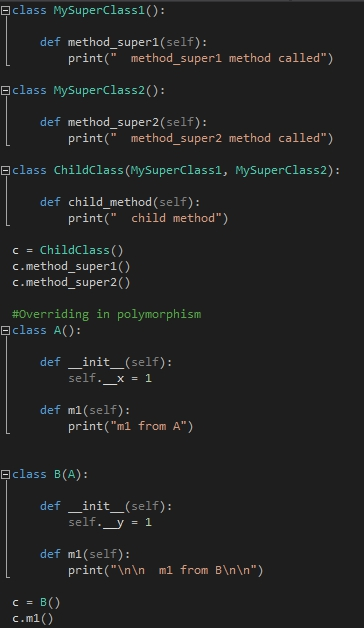 class MySuperClass1():
    def method_super1(self):
        print("  method_super1 method called")
class MySuperClass2():
    def method_super2(self):
        print("  method_super2 method called")
class ChildClass(MySuperClass1, MySuperClass2):
    def child_method(self):
        print("  child method")
c = ChildClass()
c.method_super1()
c.method_super2()
#Overriding in polymorphism
class A():
    def __init__(self):
        self.__x = 1
    def m1(self):
        print("m1 from A")
class B(A):
    def __init__(self):
        self.__y = 1
    def m1(self):
        print("\n\n  m1 from B\n\n")
c = B()
c.m1()